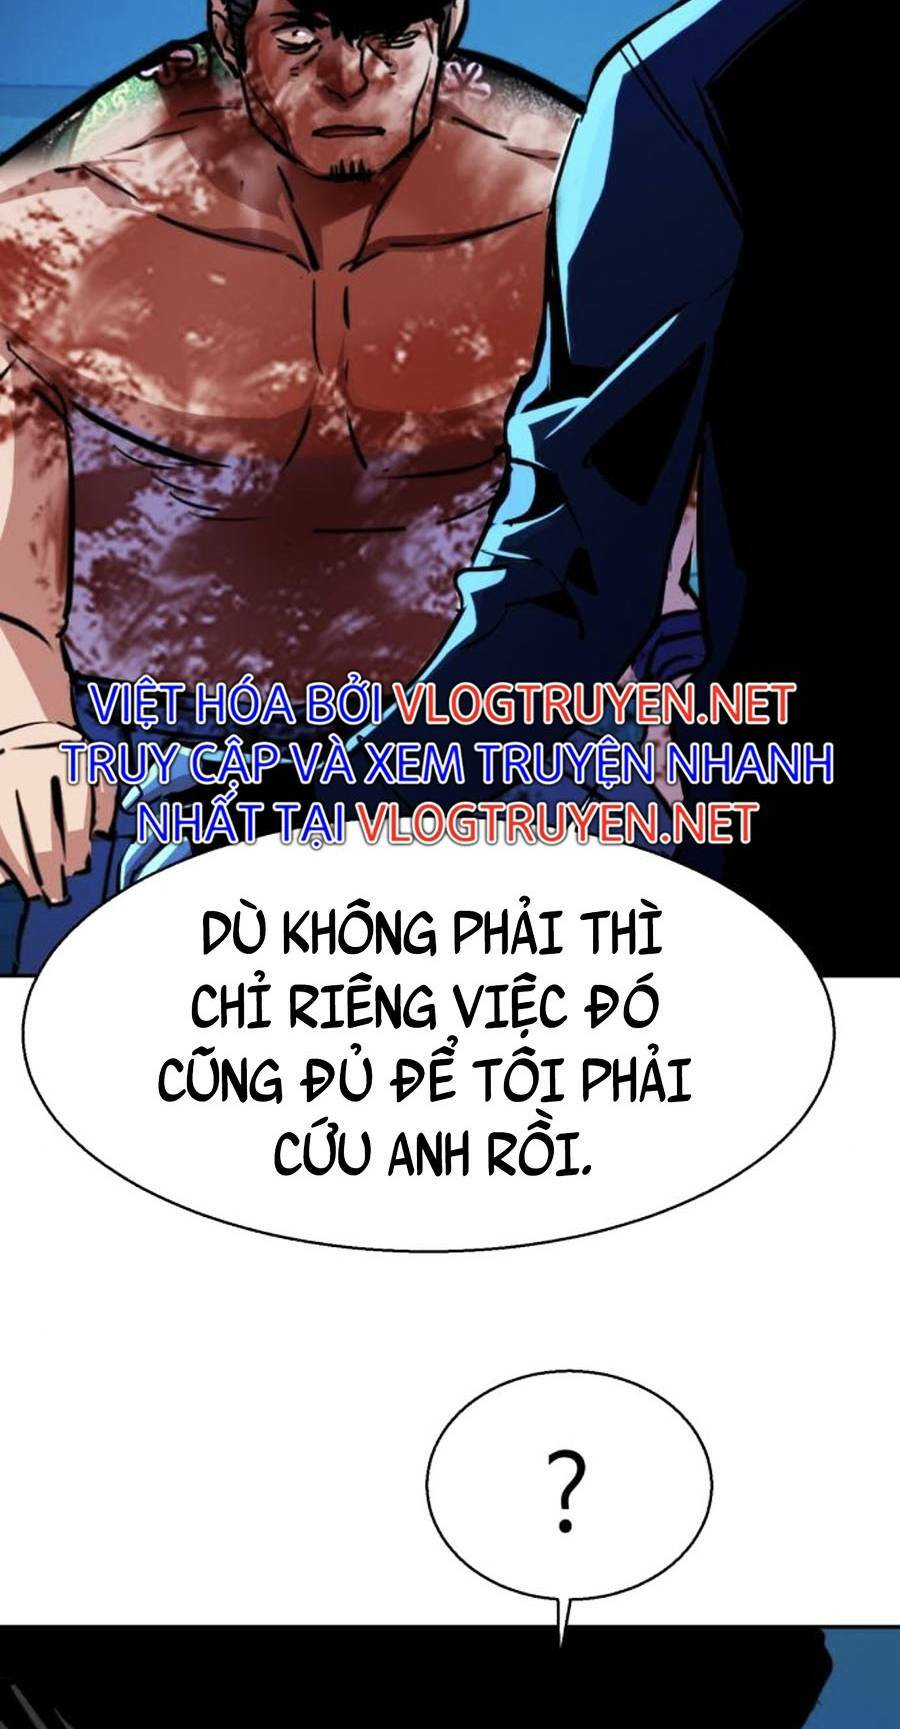 VIỆT HÓA BỞI VLOGTRUYEN.NET
TRUY CẬP VÀ XEM TRUYỆN NHANH
NHẤT TẠI VLOGTRUYEN.NET
DÙ KHÔNG PHẢI THÌ
CHỈ RIÊNG VIỆC ĐÓ
CŨNG ĐỦ ĐỂ TÔI PHẢI
CỨU ANH RỒI.
?